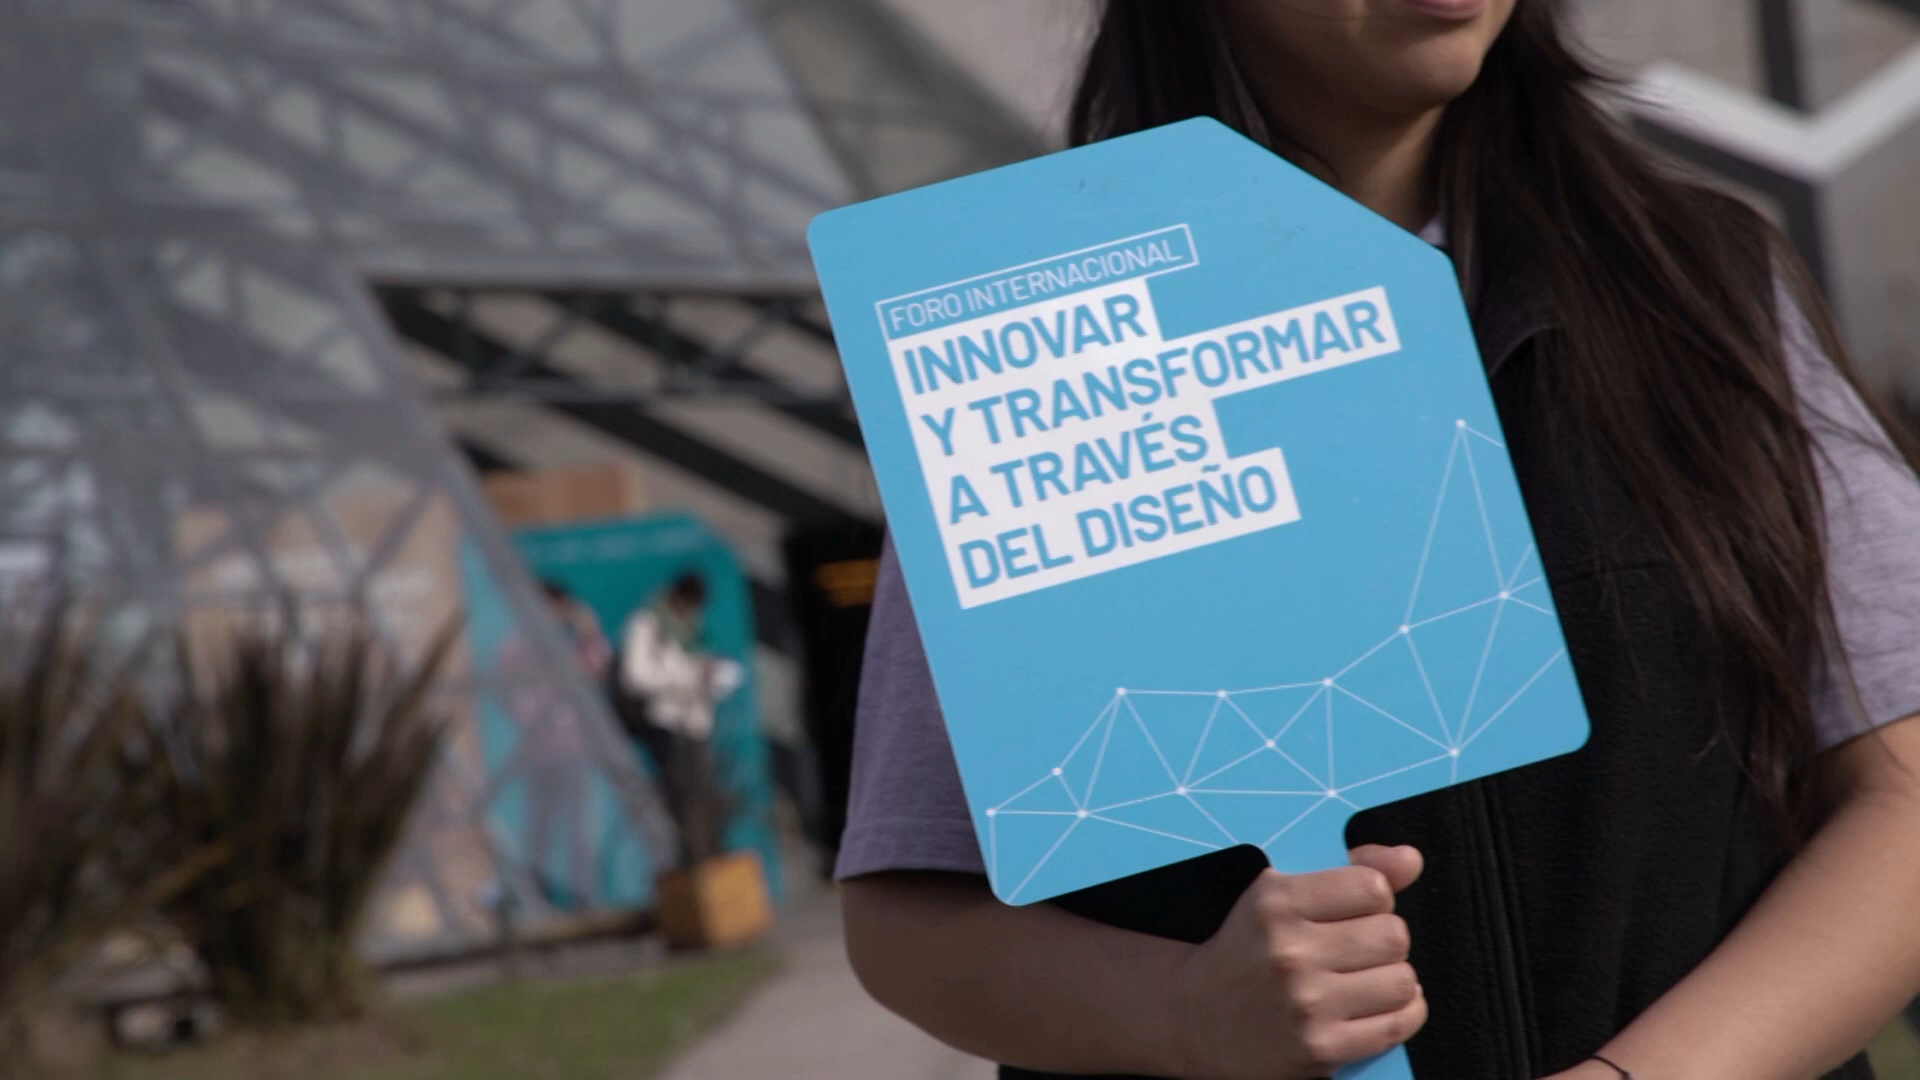 FORO INTERNACIONAL
INNOVAR
Y TRANSFORMAR
A TRAVÉS
DEL DISEÑO